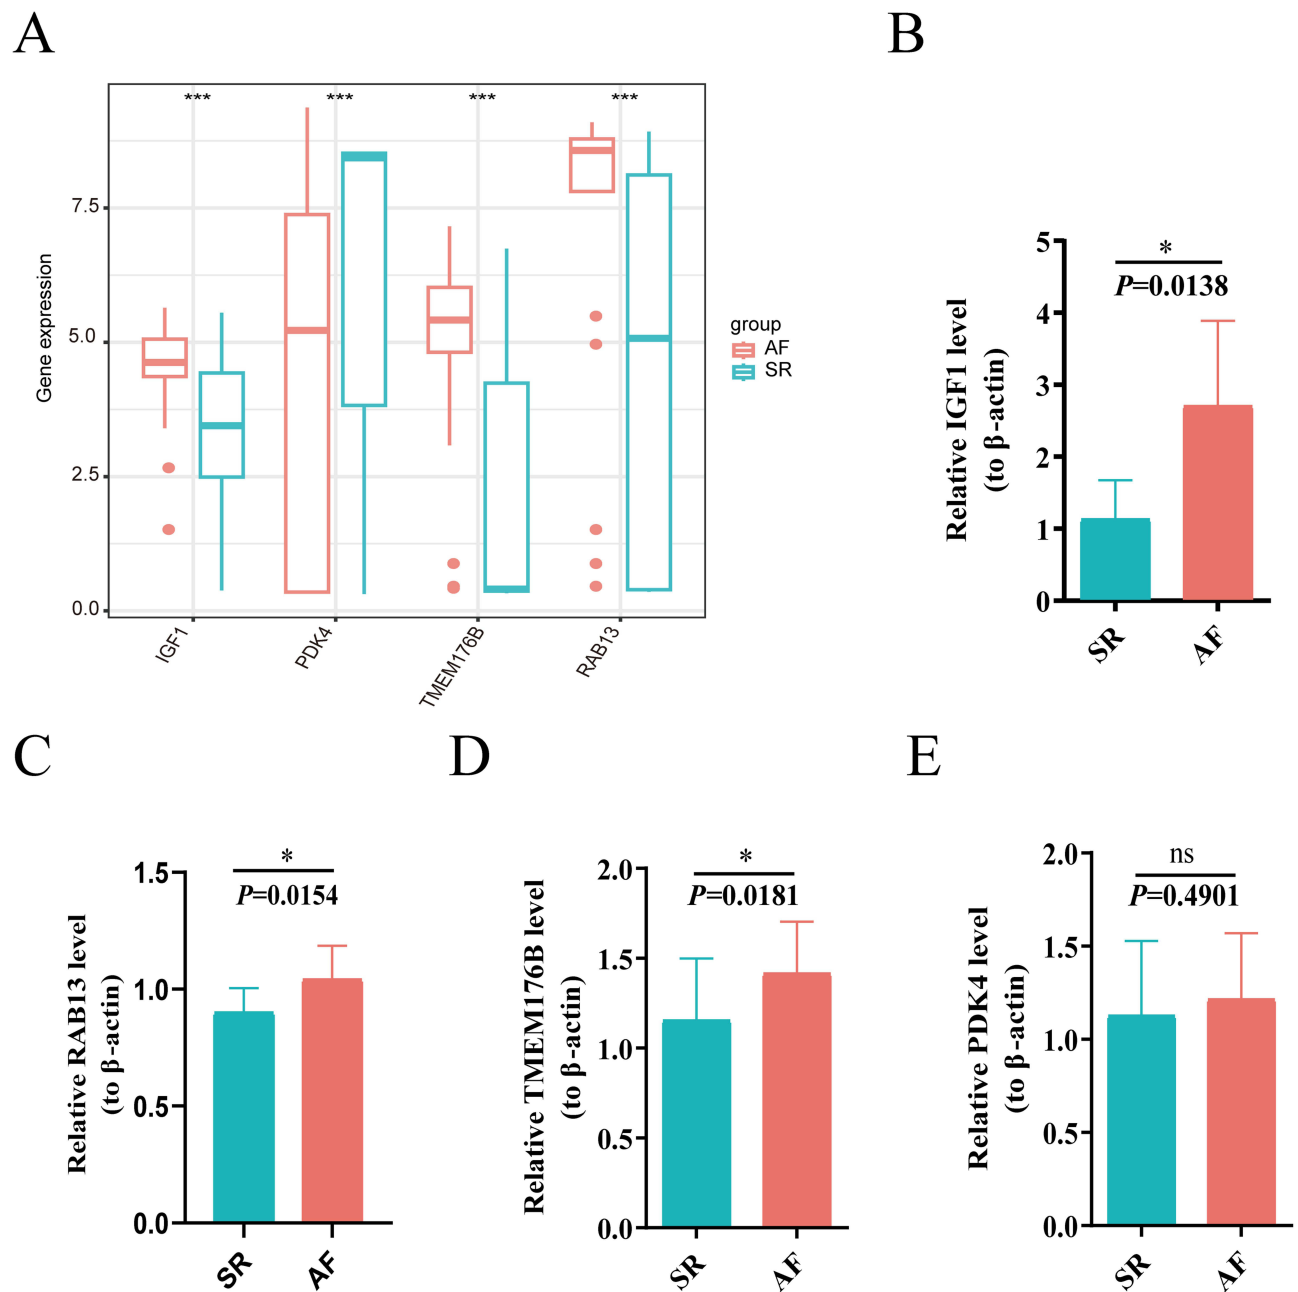 A
***
***
***
***
7.5
5.0
2.5
0.0
Gene expression
IGF1
PDK4
TMEM176B
RAB13
group
AF
SR
B
5
4
3
2
1
0
Relative IGF1 level
(to β-actin)
*
P=0.0138
SR
AF
C
1.5
1.0
0.5
0.0
Relative RAB13 level
(to β-actin)
*
P=0.0154
SR
AF
D
2.0
1.5
1.0
0.5
0.0
Relative TMEM176B level
(to β-actin)
*
P=0.0181
SR
AF
E
2.0
1.5
1.0
0.5
0.0
Relative PDK4 level
(to β-actin)
ns
P=0.4901
SR
AF